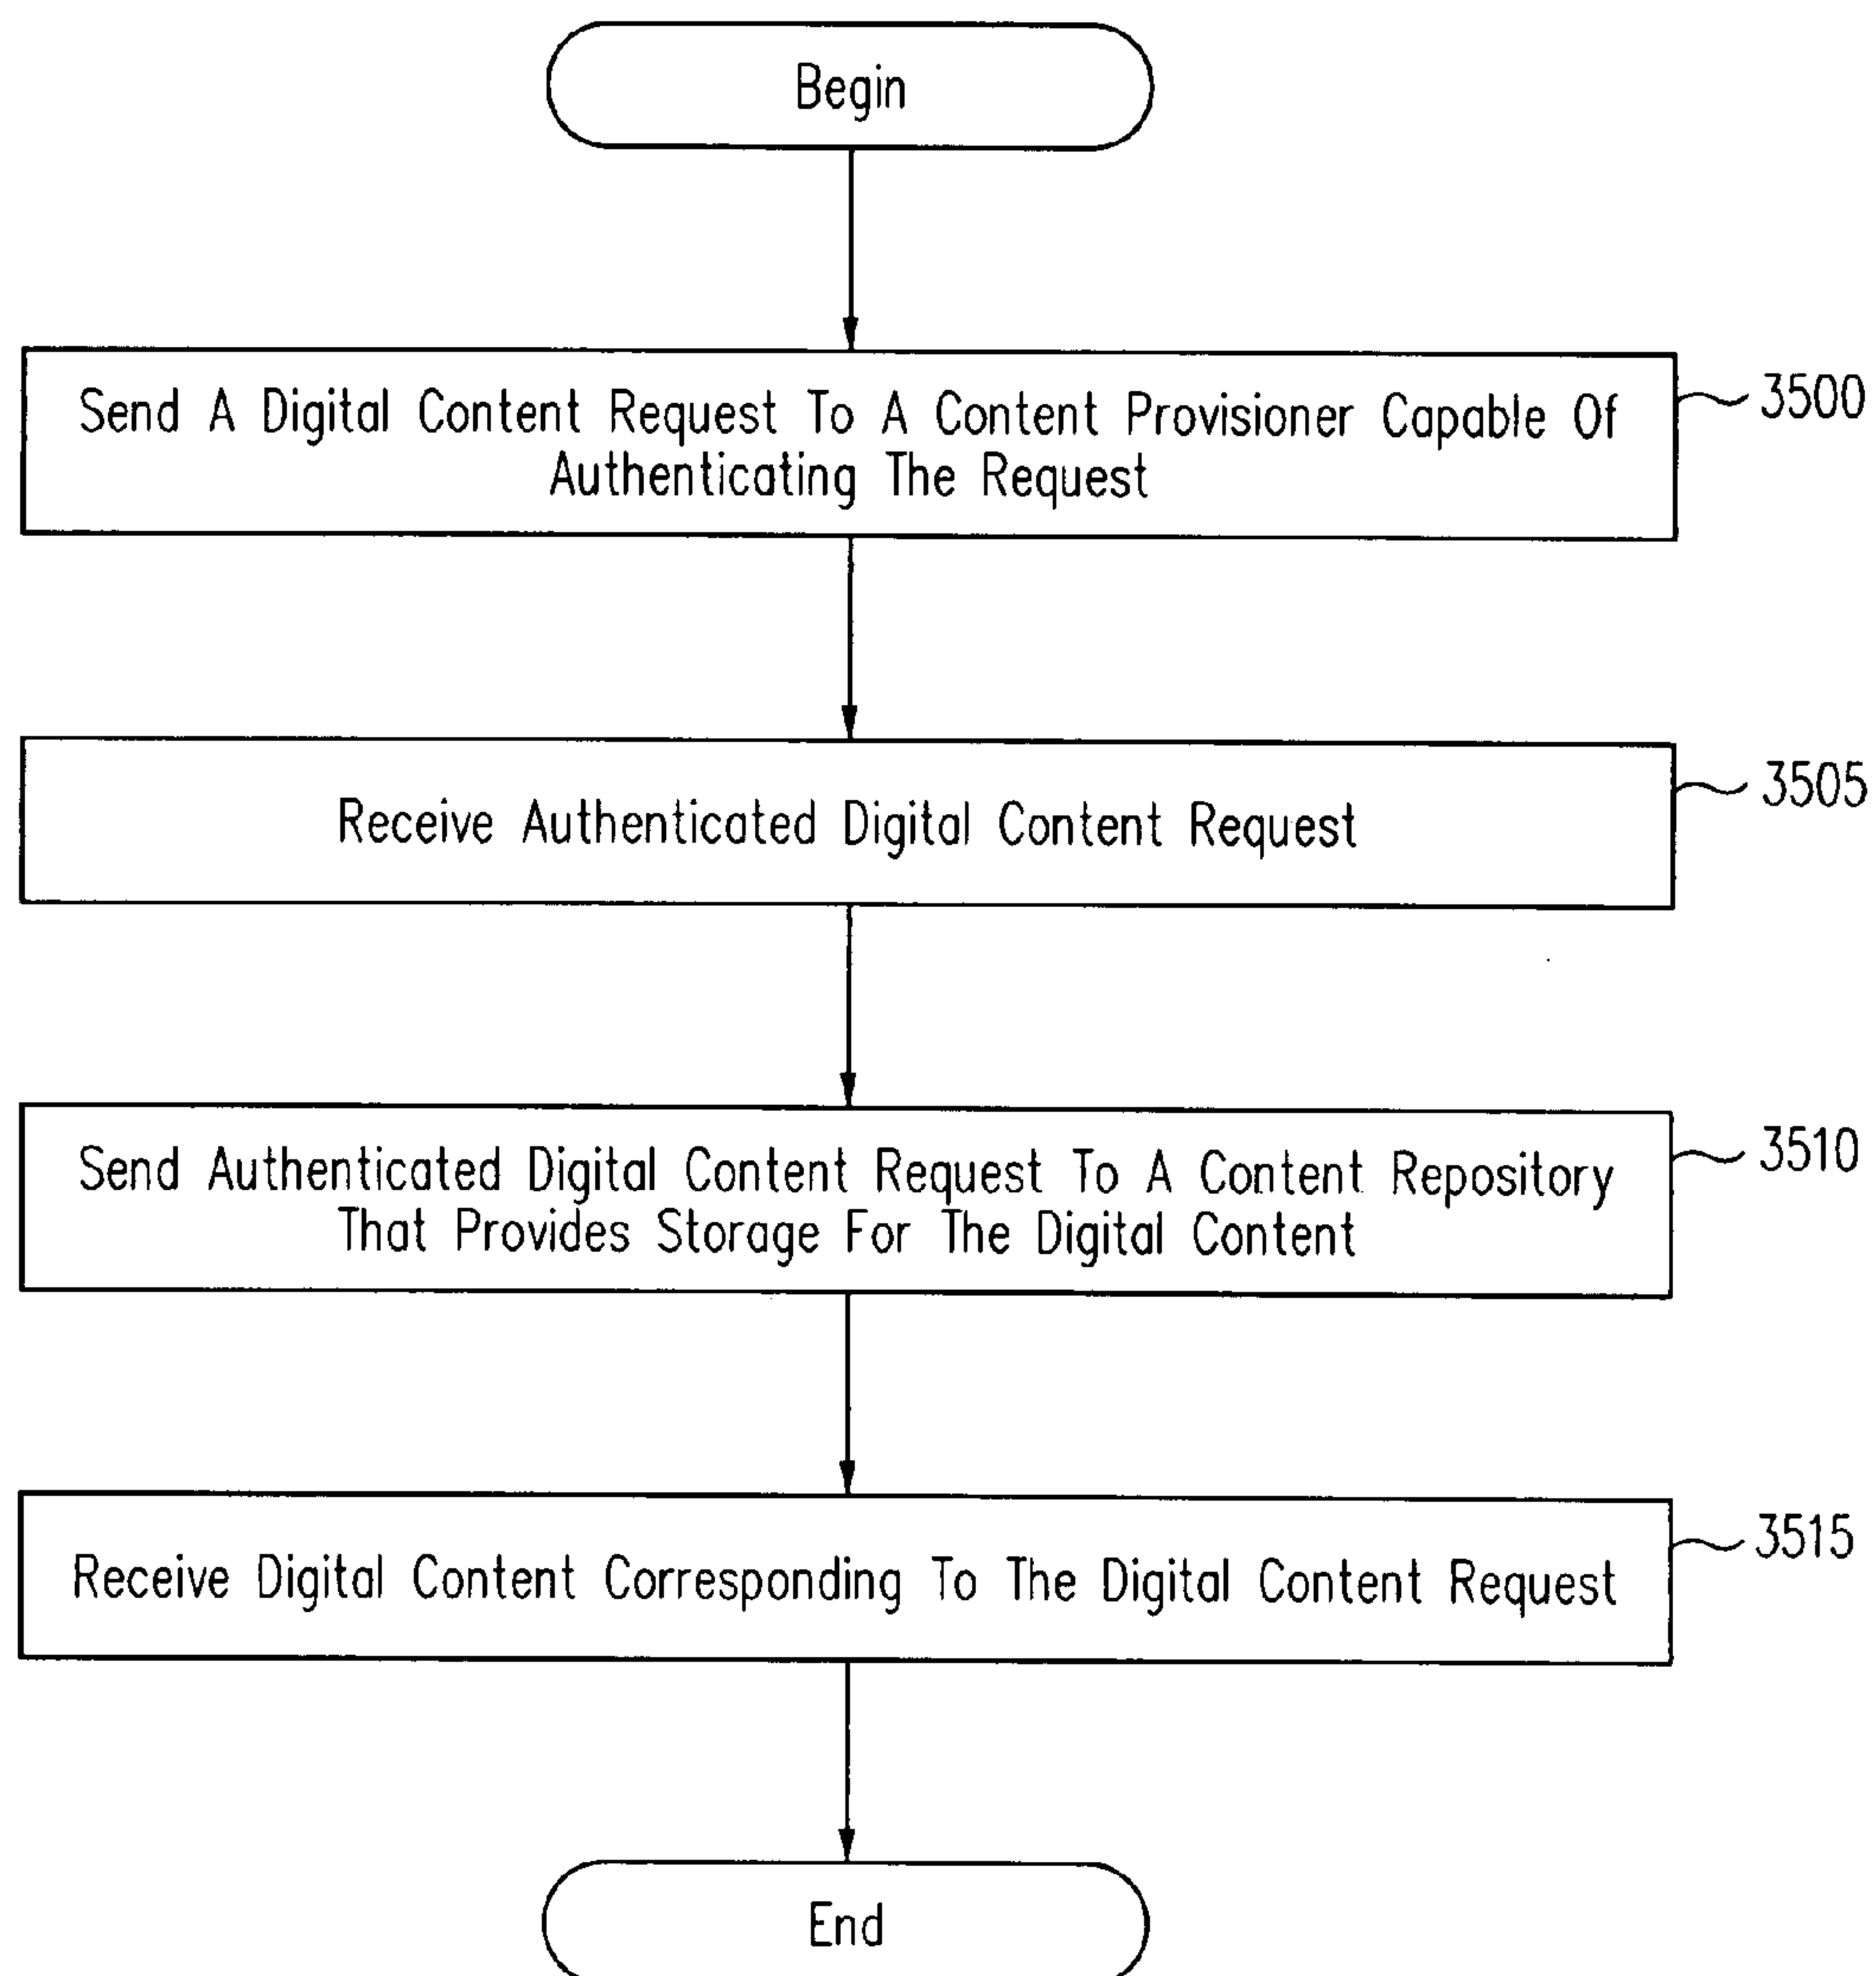 Begin
Send A Digital Content Request To A Content Provisioner Capable Of
Authenticating The Request
3500
Receive Authenticated Digital Content Request
3505
Send Authenticated Digital Content Request To A Content Repository
That Provides Storage For The Digital Content
3510
Receive Digital Content Corresponding To The Digital Content Request
3515
End